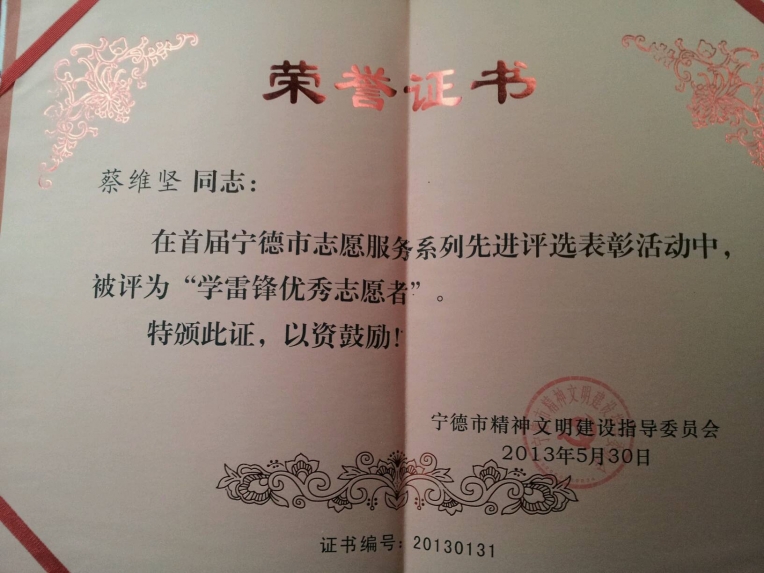 荣誉证书
蔡维坚 同志：
在首届宁德市志愿服务系列先进评选表彰活动中，
被评为“学雷锋优秀志愿者”。
特颁此证，以资鼓励！
宁德市精神文明建设指导委员会
2013年5月30日
证书编号：20130131